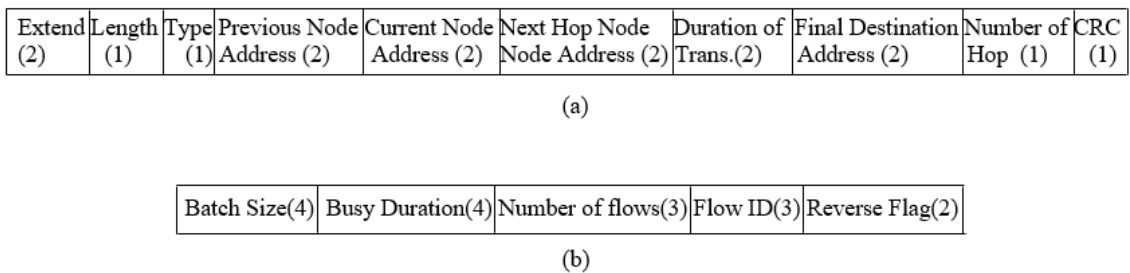 Extend Length Type Previous Node Current Node Next Hop Node Duration of Final Destination Number of CRC
(2) (1) (1) Address (2) Address (2) Node Address (2) Trans.(2) Address (2) Hop (1) (1)
(a)
Batch Size(4) Busy Duration(4) Number of flows(3) Flow ID(3) Reverse Flag(2)
(b)